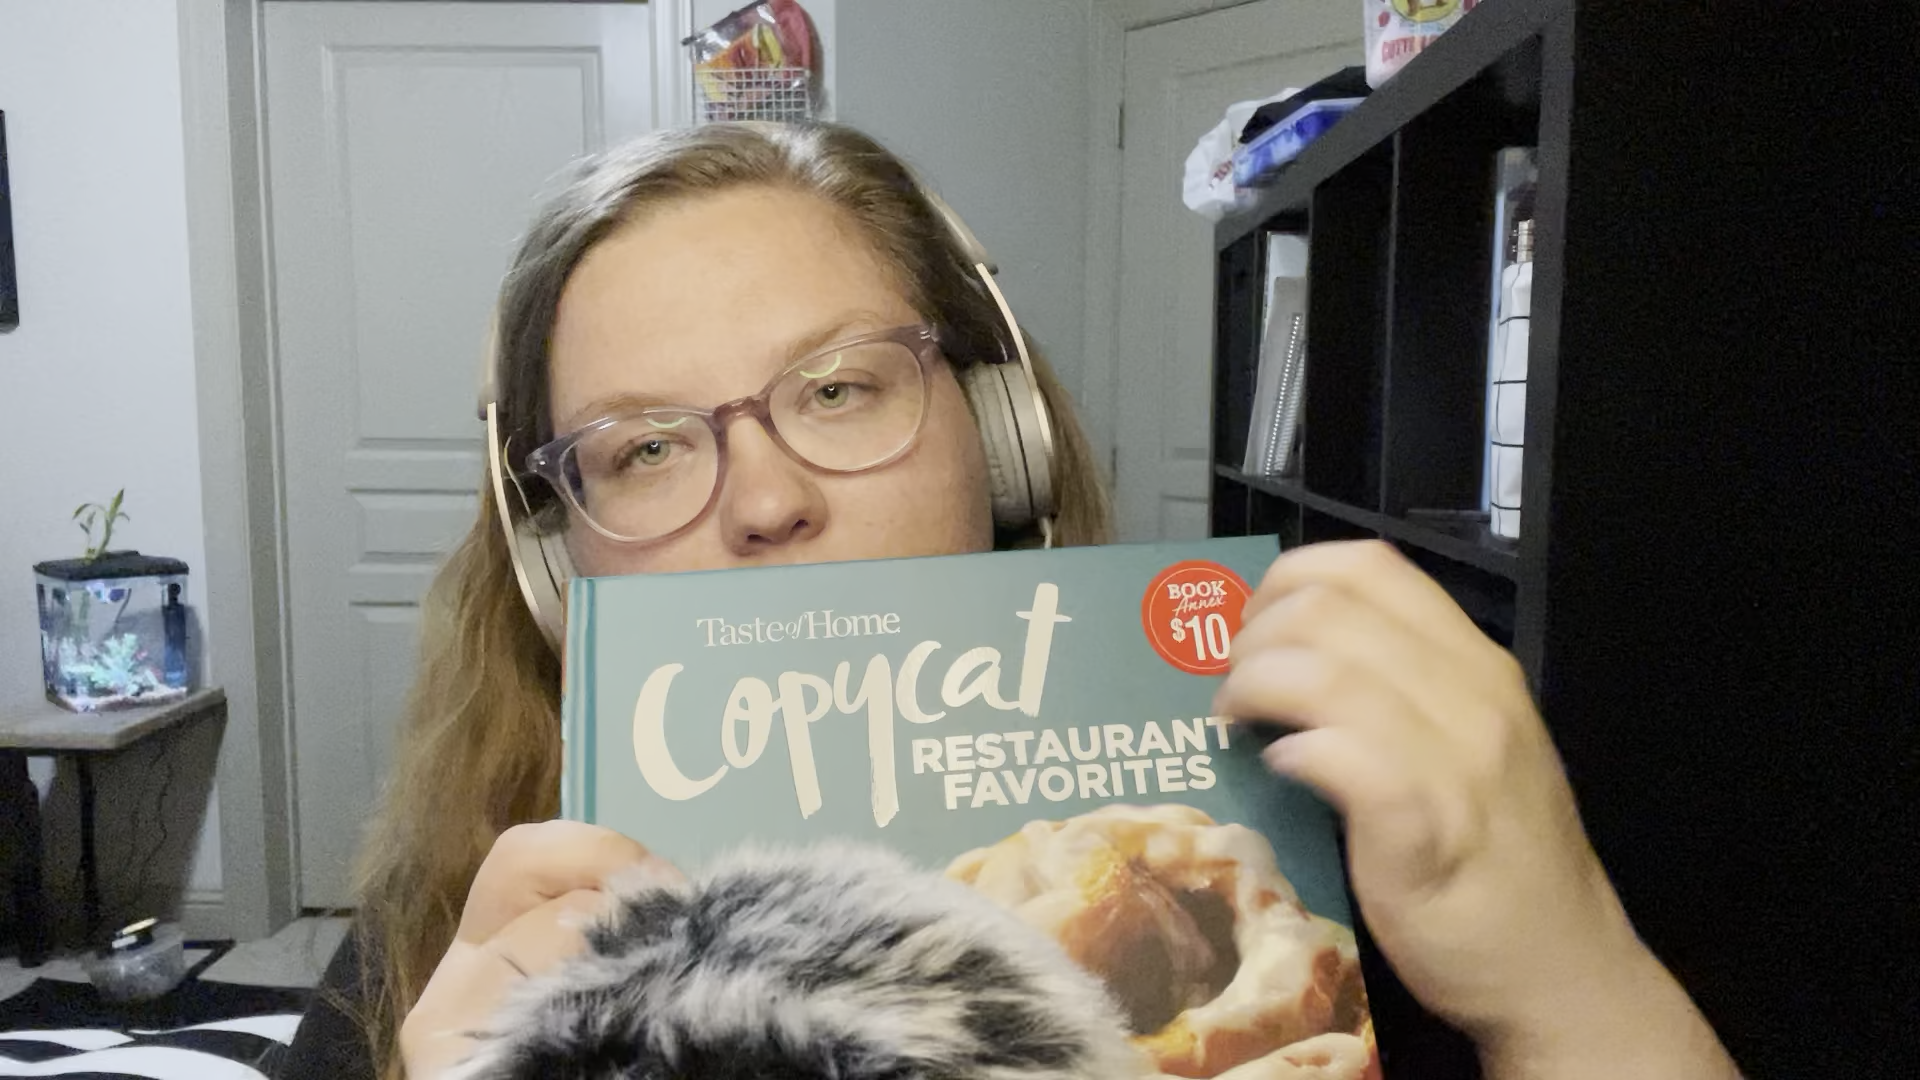 Taste of Home
Copycat
RESTAURANT
FAVORITES
BOOK
Annex
$10